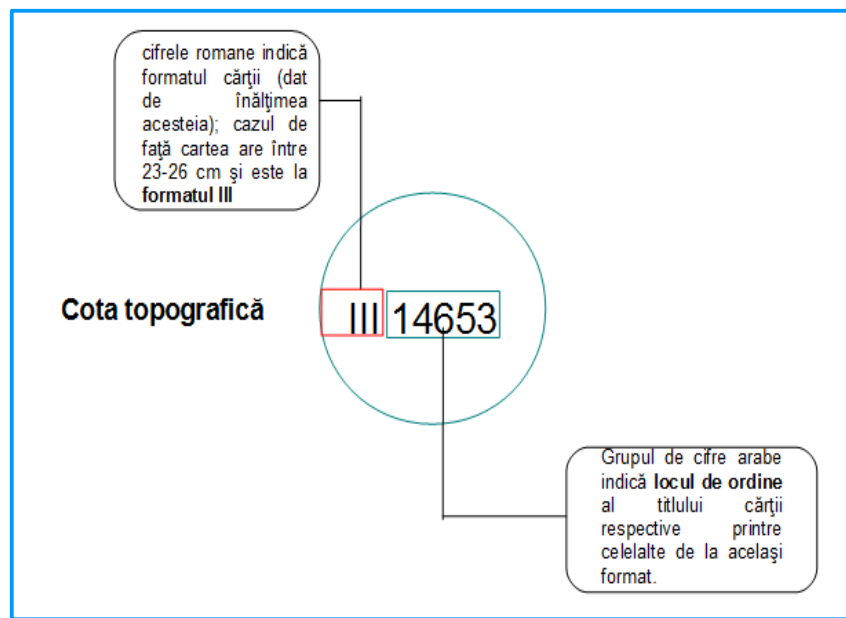 cifrele romane indică
formatul cărţii (dat
de înălţimea
acesteia); cazul de
faţă cartea are între
23-26 cm şi este la
formatul III
Cota topografică
III 14653
Grupul de cifre arabe
indică locul de ordine
al titlului cărţii
respective printre
celelalte de la acelaşi
format.